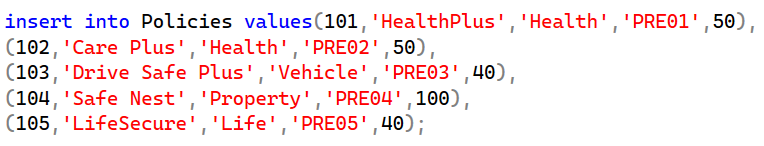 insert into Policies values(101,'HealthPlus','Health','PRE01',50),
(102,'Care Plus','Health','PRE02',50),
(103,'Drive Safe Plus','Vehicle','PRE03',40),
(104,'Safe Nest','Property','PRE04',100),
(105,'LifeSecure','Life','PRE05',40);